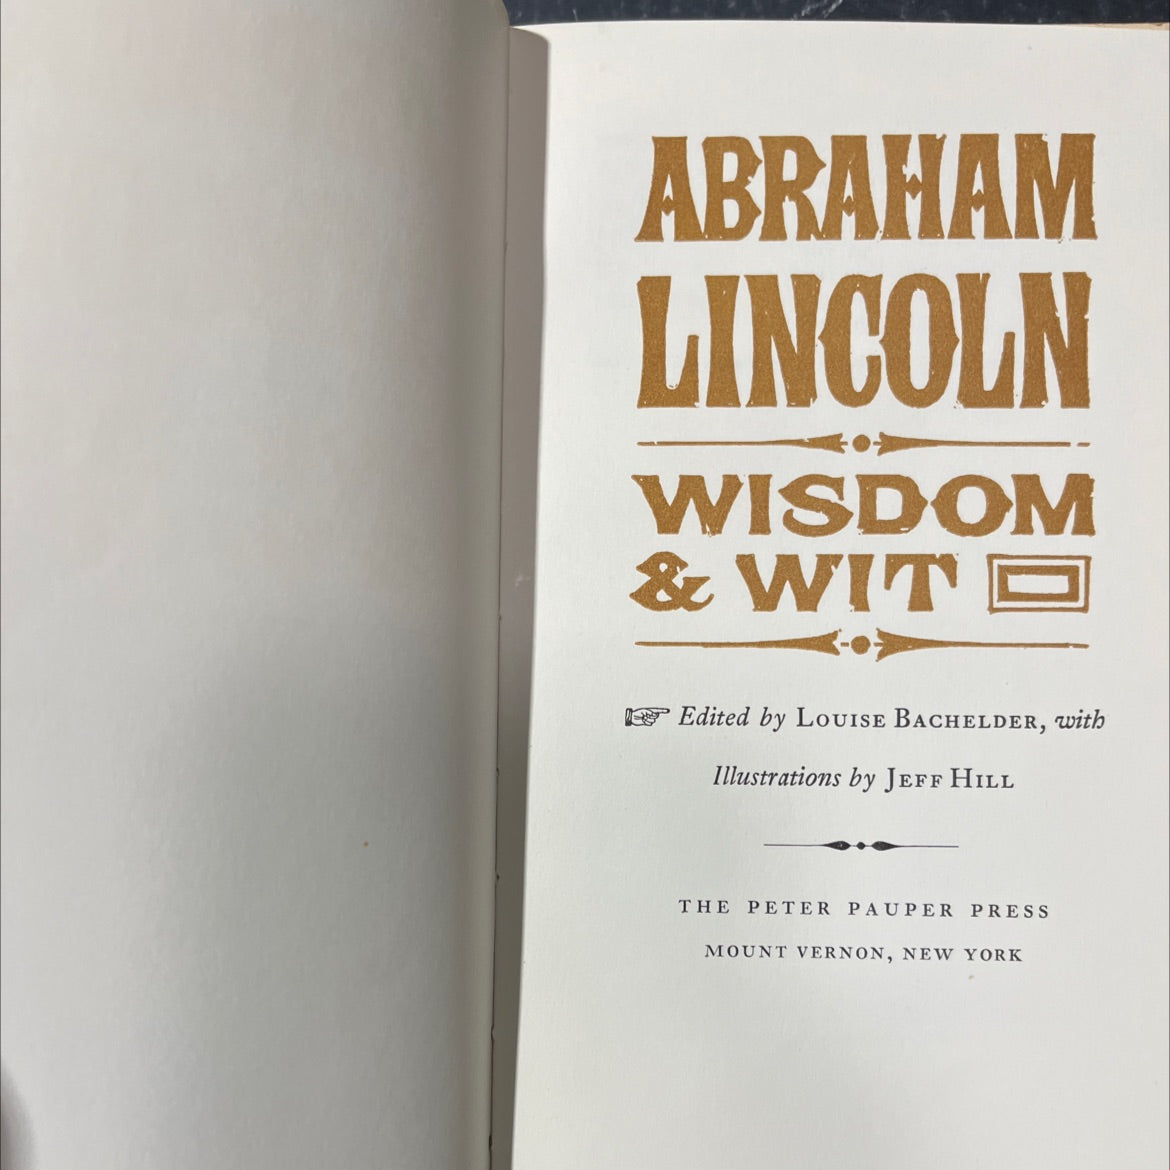 ABRAHAM
LINCOLN
WISDOM
& WIT
Edited by LOUISE BACHELDER, with
Illustrations by JEFF HILL
THE PETER PAUPER PRESS
MOUNT VERNON, NEW YORK